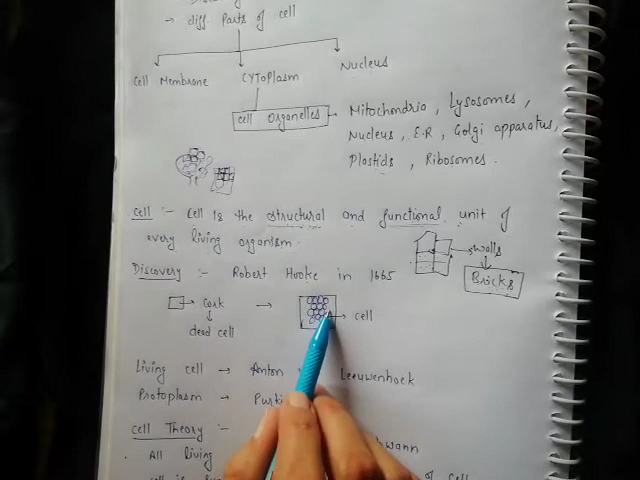 → diff. Parts of cell
Cell Membrane
CYToplasm
Nucleus
cell Organelles
Mitochondria, Lysosomes,
Nucleus, E.R, Golgi apparatus,
Plastids, Ribosomes.
Cell :- Cell is the structural and functional unit of
every living organism.
→ walls
Bricks
Discovery :- Robert Hooke in 1665
→ Cork → → cell
↓
dead cell
Living cell → Anton Leeuwenhoek
Protoplasm →
Cell Theory :-
. All living
of cell